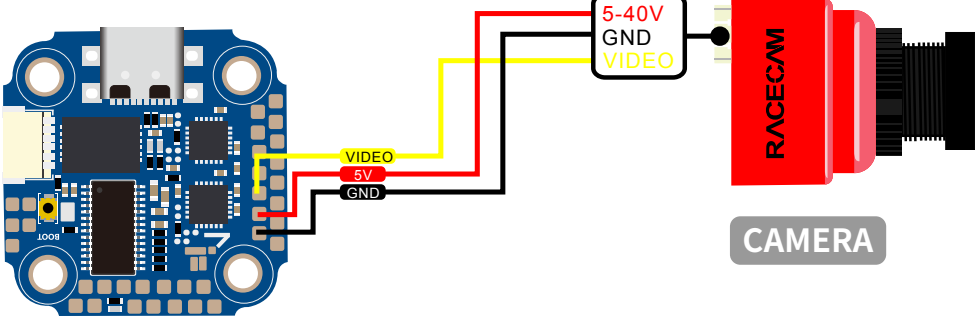 5-40V
GND
VIDEO
RACECAM
VIDEO
5V
GND
BOOT
CAMERA